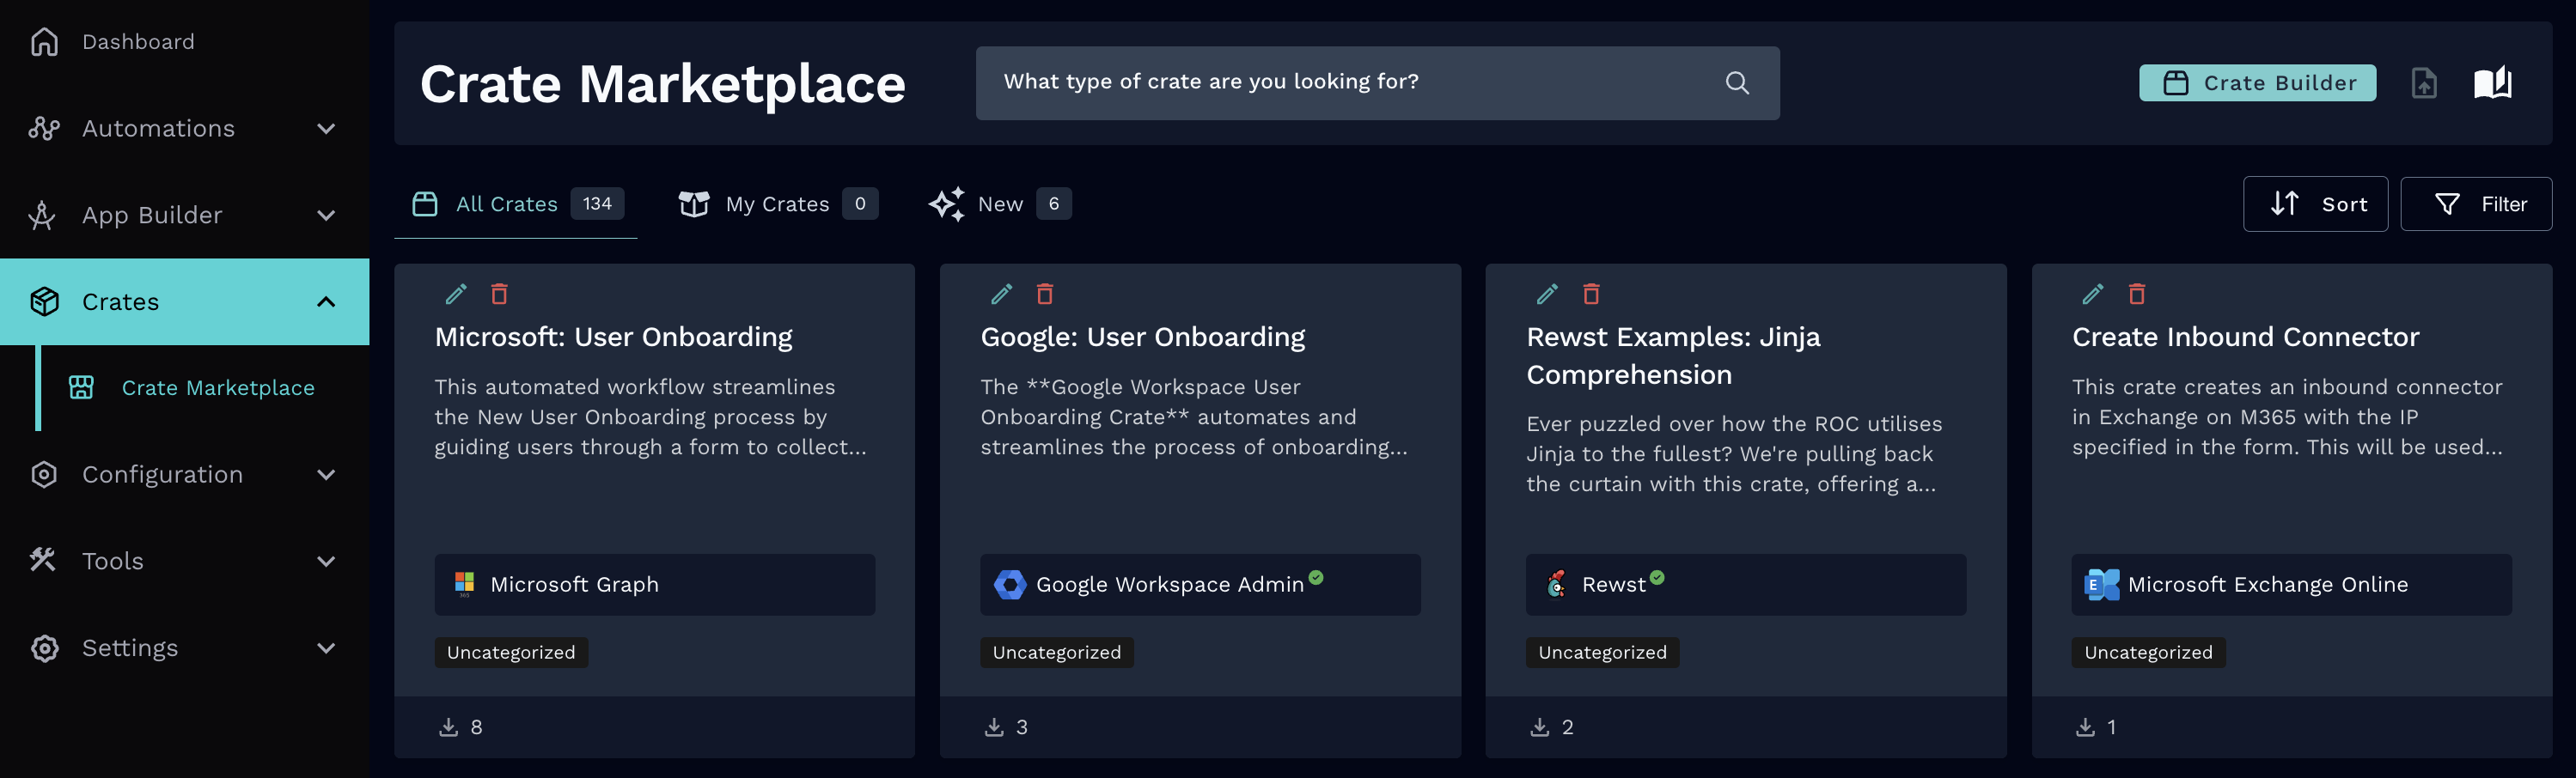 Dashboard
Automations
App Builder
Crates
Crate Marketplace
Configuration
Tools
Settings
Crate Marketplace
What type of crate are you looking for?
Crate Builder
All Crates 134
My Crates 0
New 6
Sort
Filter
Microsoft: User Onboarding
This automated workflow streamlines
the New User Onboarding process by
guiding users through a form to collect...
Microsoft Graph
Uncategorized
8
Google: User Onboarding
The **Google Workspace User
Onboarding Crate** automates and
streamlines the process of onboarding...
Google Workspace Admin
Uncategorized
3
Rewst Examples: Jinja
Comprehension
Ever puzzled over how the ROC utilises
Jinja to the fullest? We're pulling back
the curtain with this crate, offering a...
Rewst
Uncategorized
2
Create Inbound Connector
This crate creates an inbound connector
in Exchange on M365 with the IP
specified in the form. This will be used...
E
Microsoft Exchange Online
Uncategorized
1